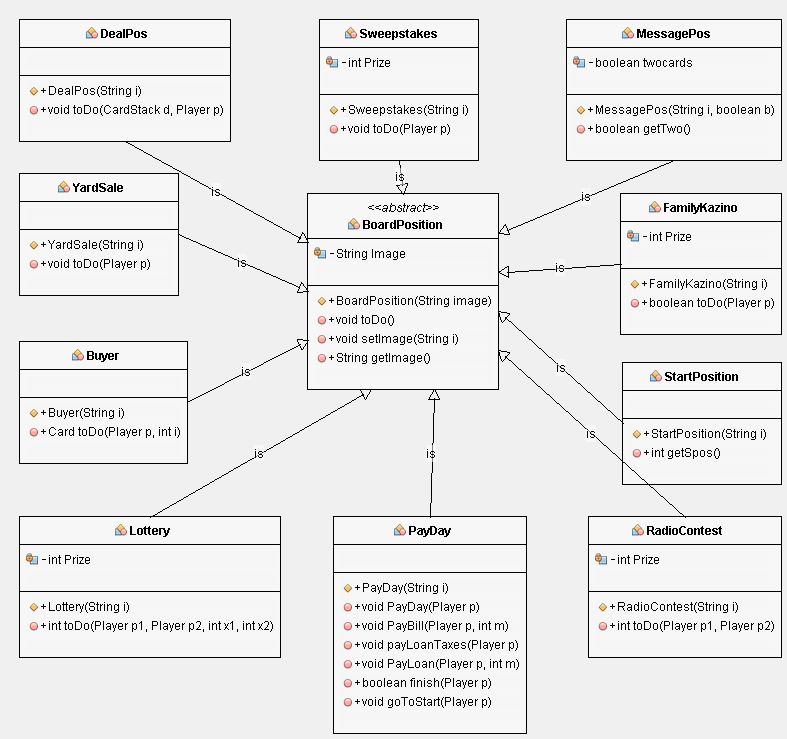 DealPos
+DealPos(String i)
+void toDo(CardStack d, Player p)
Sweepstakes
-int Prize
+Sweepstakes(String i)
+void toDo(Player p)
MessagePos
-boolean twocards
+MessagePos(String i, boolean b)
+boolean getTwo()
is
is
is
YardSale
+YardSale(String i)
+void toDo(Player p)
is
<<abstract>>
BoardPosition
-String Image
+BoardPosition(String image)
+void toDo()
+void setImage(String i)
+String getImage()
FamilyKazino
-int Prize
+FamilyKazino(String i)
+boolean toDo(Player p)
is
Buyer
+Buyer(String i)
+Card toDo(Player p, int i)
is
StartPosition
+StartPosition(String i)
+int getSpos()
is
is
is
is
Lottery
-int Prize
+Lottery(String i)
+int toDo(Player p1, Player p2, int x1, int x2)
PayDay
+PayDay(String i)
+void PayDay(Player p)
+void PayBill(Player p, int m)
+void payLoanTaxes(Player p)
+void PayLoan(Player p, int m)
+boolean finish(Player p)
+void goToStart(Player p)
RadioContest
-int Prize
+RadioContest(String i)
+int toDo(Player p1, Player p2)